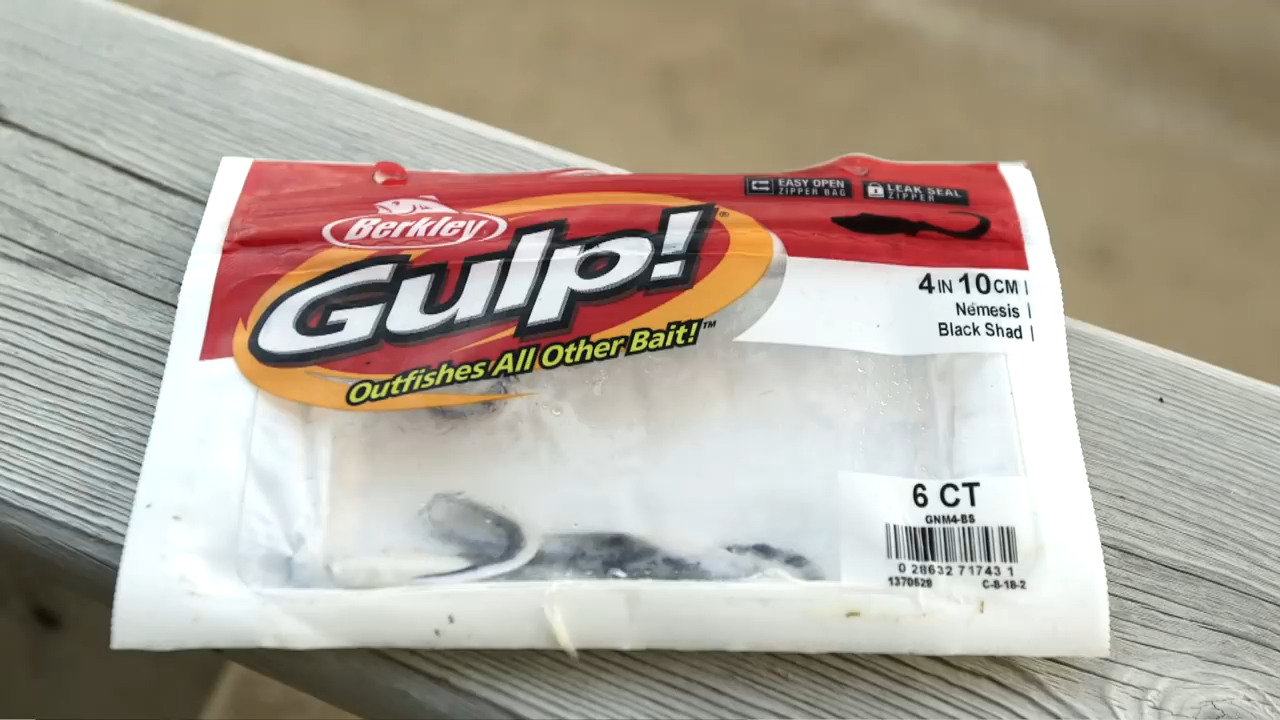 EASY OPEN
ZIPPER BAG
LEAK SEAL
ZIPPER
Berkley
Gulp!®
Outfishes All Other Bait!™
4IN 10CM
Nemesis
Black Shad
6 CT
GNM4-BS
0 28632 71743 1
1370529 C-8-18-2